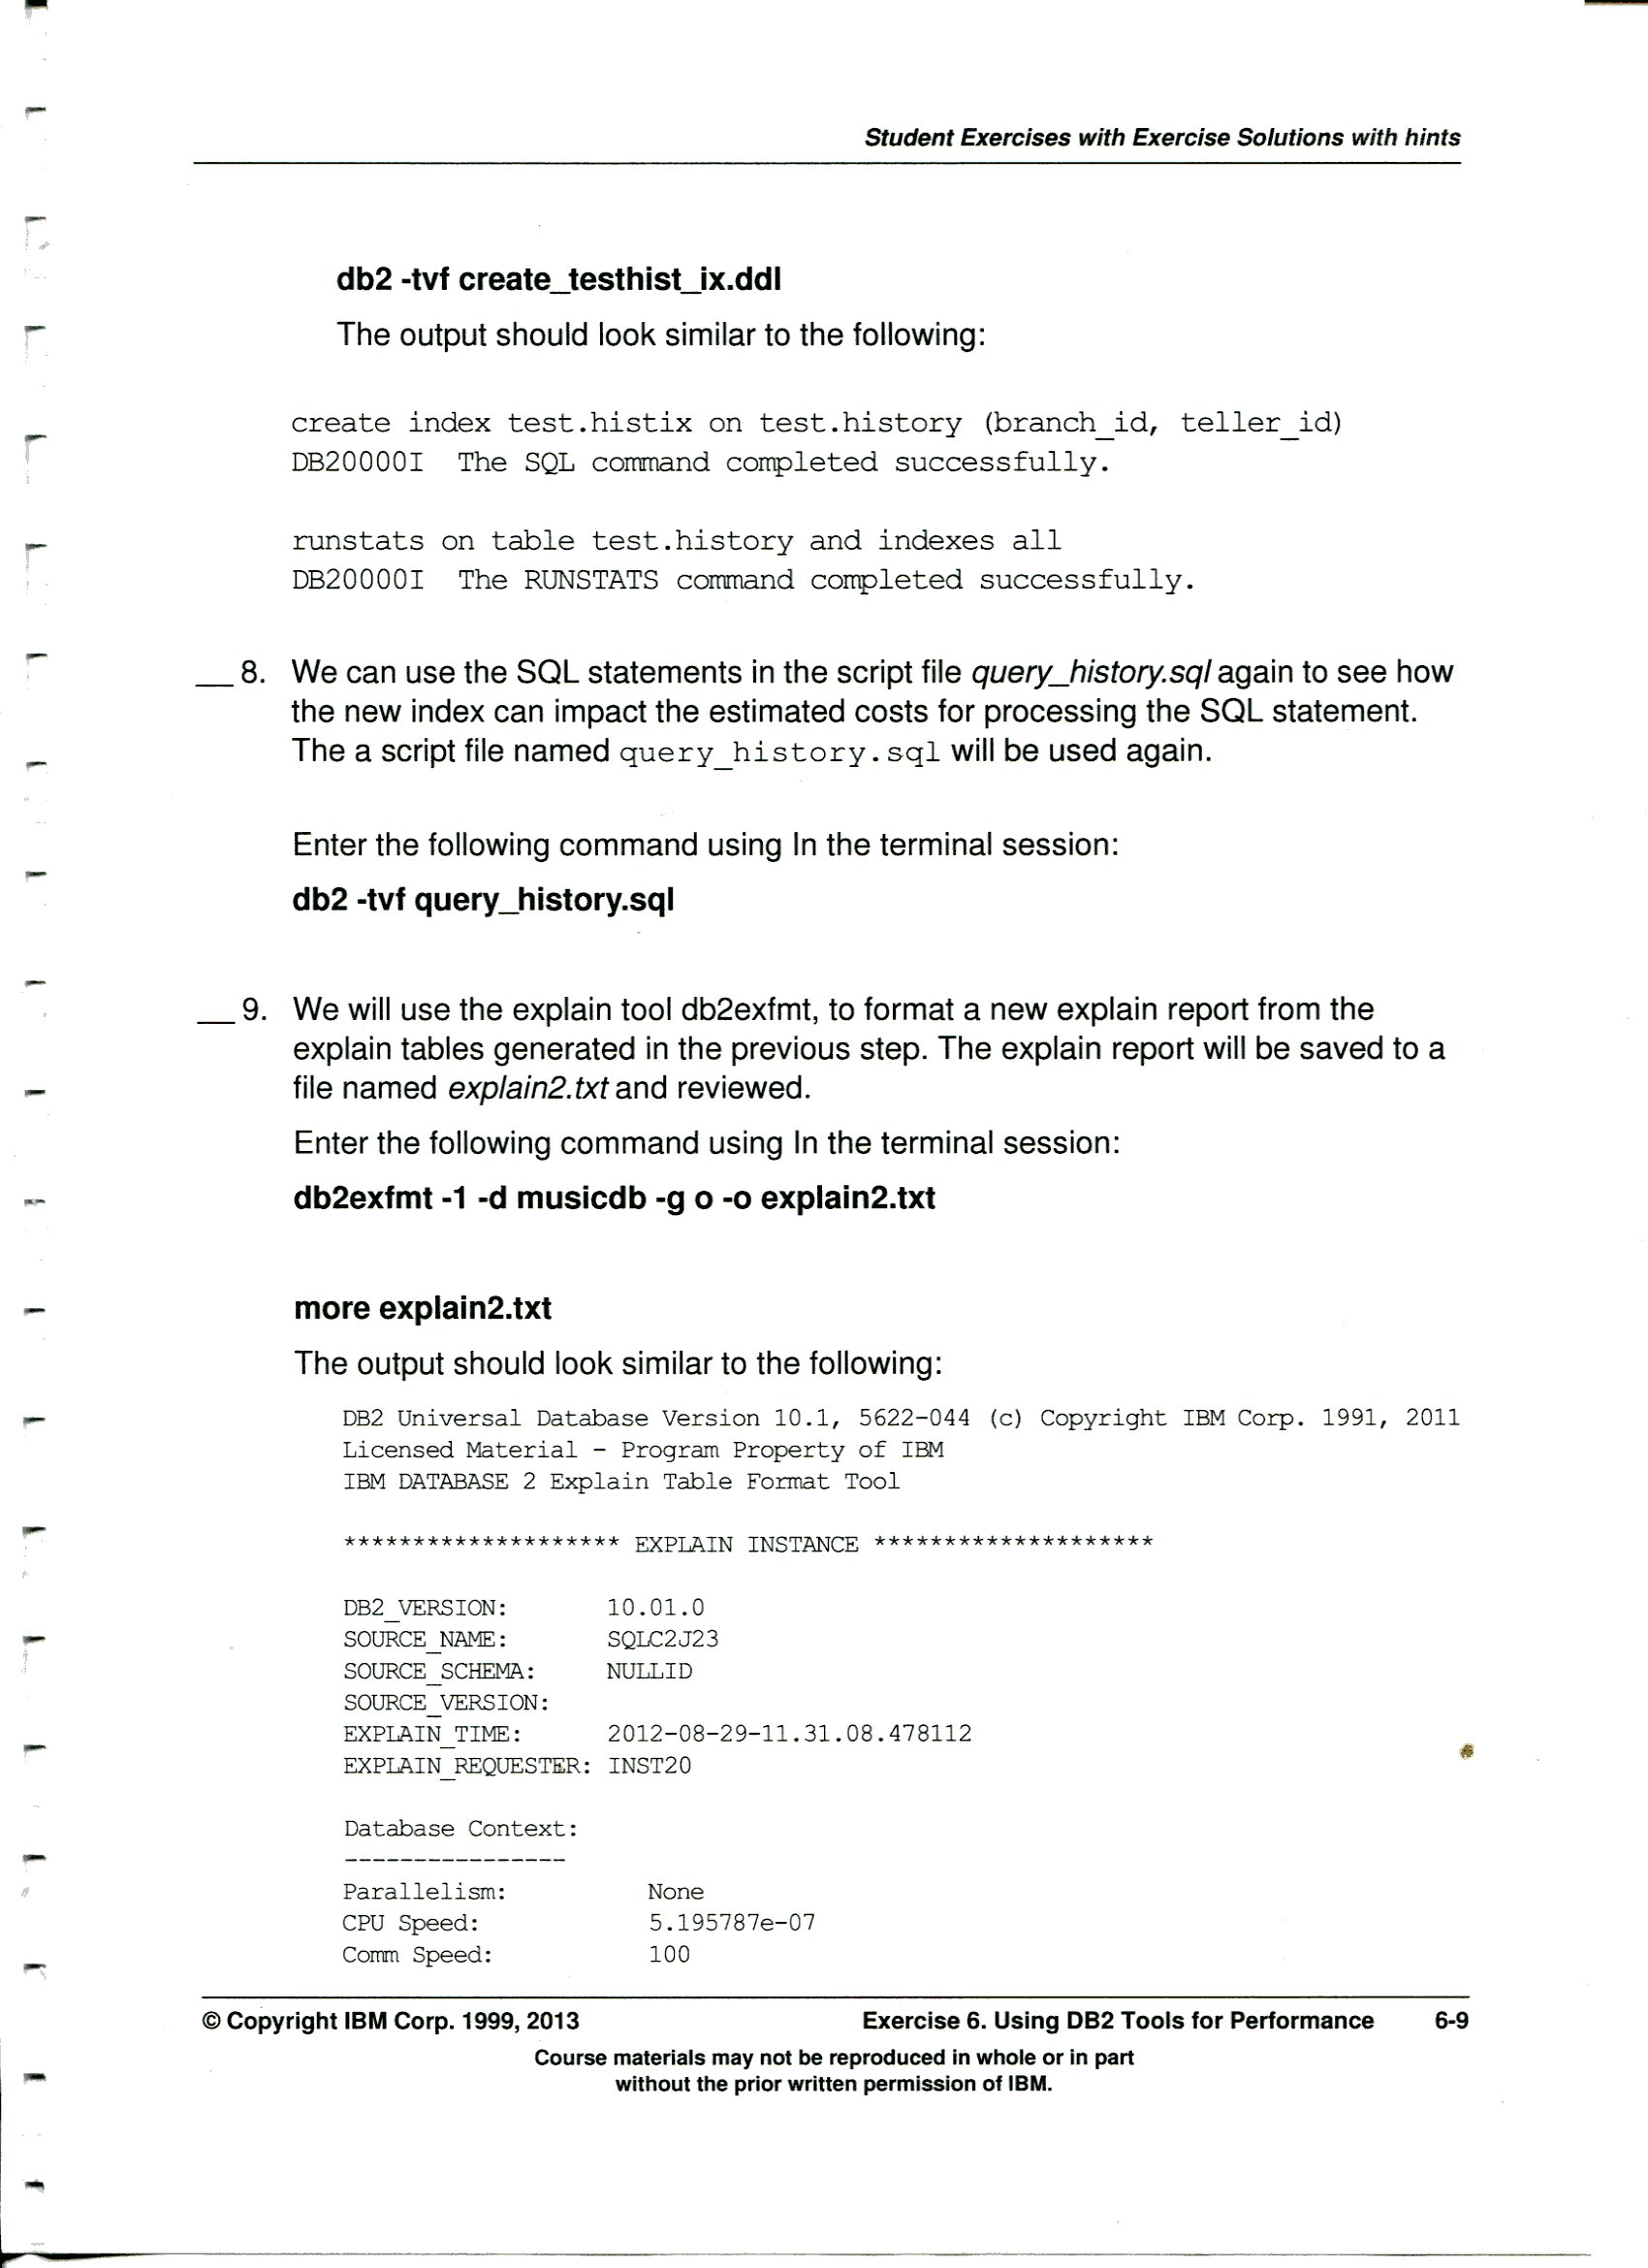 Student Exercises with Exercise Solutions with hints
db2 -tvf create_testhist_ix.ddl
The output should look similar to the following:
create index test.histix on test.history (branch_id, teller_id)
DB20000I  The SQL command completed successfully.
runstats on table test.history and indexes all
DB20000I  The RUNSTATS command completed successfully.
__ 8. We can use the SQL statements in the script file query_history.sql again to see how
the new index can impact the estimated costs for processing the SQL statement.
The a script file named query_history.sql will be used again.
Enter the following command using In the terminal session:
db2 -tvf query_history.sql
__ 9. We will use the explain tool db2exfmt, to format a new explain report from the
explain tables generated in the previous step. The explain report will be saved to a
file named explain2.txt and reviewed.
Enter the following command using In the terminal session:
db2exfmt -1 -d musicdb -g o -o explain2.txt
more explain2.txt
The output should look similar to the following:
DB2 Universal Database Version 10.1, 5622-044 (c) Copyright IBM Corp. 1991, 2011
Licensed Material - Program Property of IBM
IBM DATABASE 2 Explain Table Format Tool
******************** EXPLAIN INSTANCE ********************
DB2_VERSION: 10.01.0
SOURCE_NAME: SQLC2J23
SOURCE_SCHEMA: NULLID
SOURCE_VERSION:
EXPLAIN_TIME: 2012-08-29-11.31.08.478112
EXPLAIN_REQUESTER: INST20
Database Context:
----------------
Parallelism: None
CPU Speed: 5.195787e-07
Comm Speed: 100
© Copyright IBM Corp. 1999, 2013 Exercise 6. Using DB2 Tools for Performance 6-9
Course materials may not be reproduced in whole or in part
without the prior written permission of IBM.